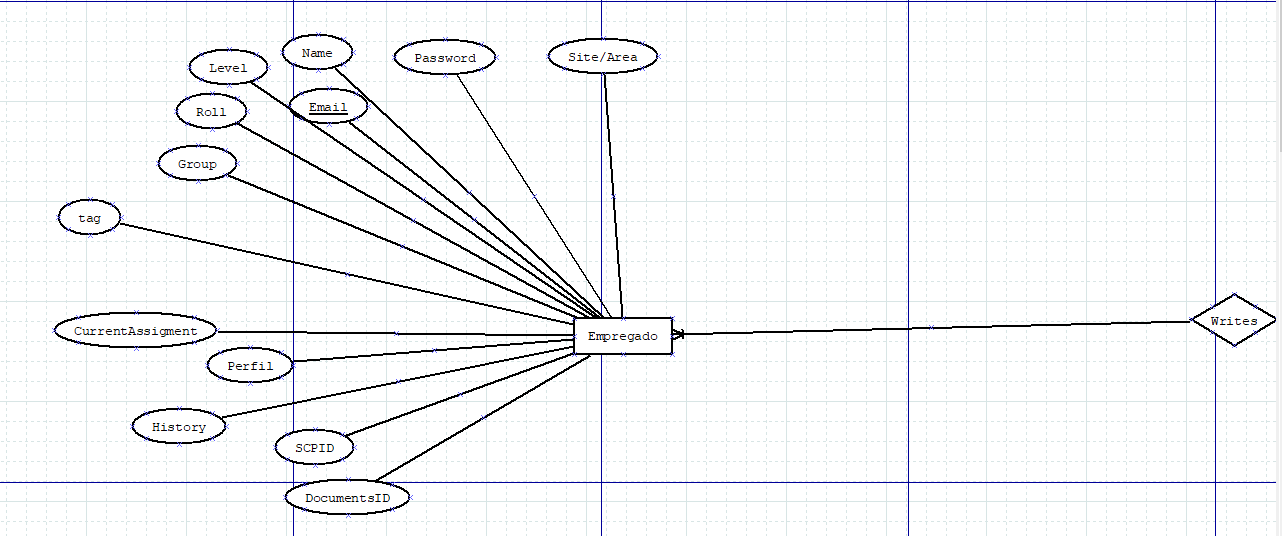 Name
Password
Site/Area
Level
Email
Roll
Group
tag
CurrentAssigment
Empregado
Writes
Perfil
History
SCPID
DocumentsID